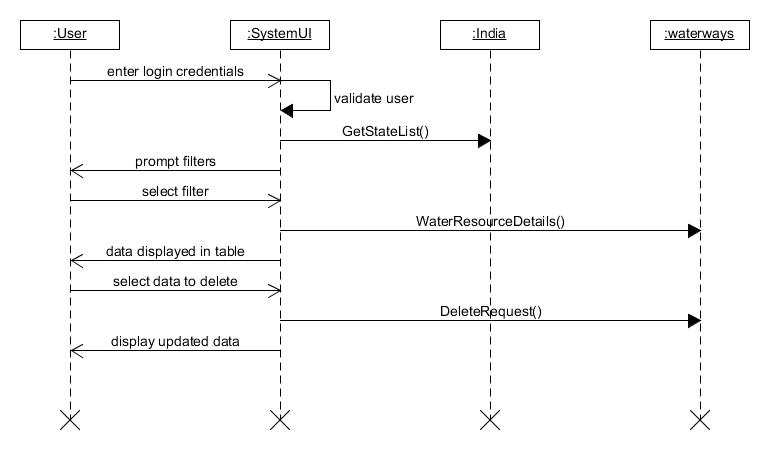 :User
:SystemUI
:India
:waterways
enter login credentials
validate user
GetStateList()
prompt filters
select filter
WaterResourceDetails()
data displayed in table
select data to delete
DeleteRequest()
display updated data